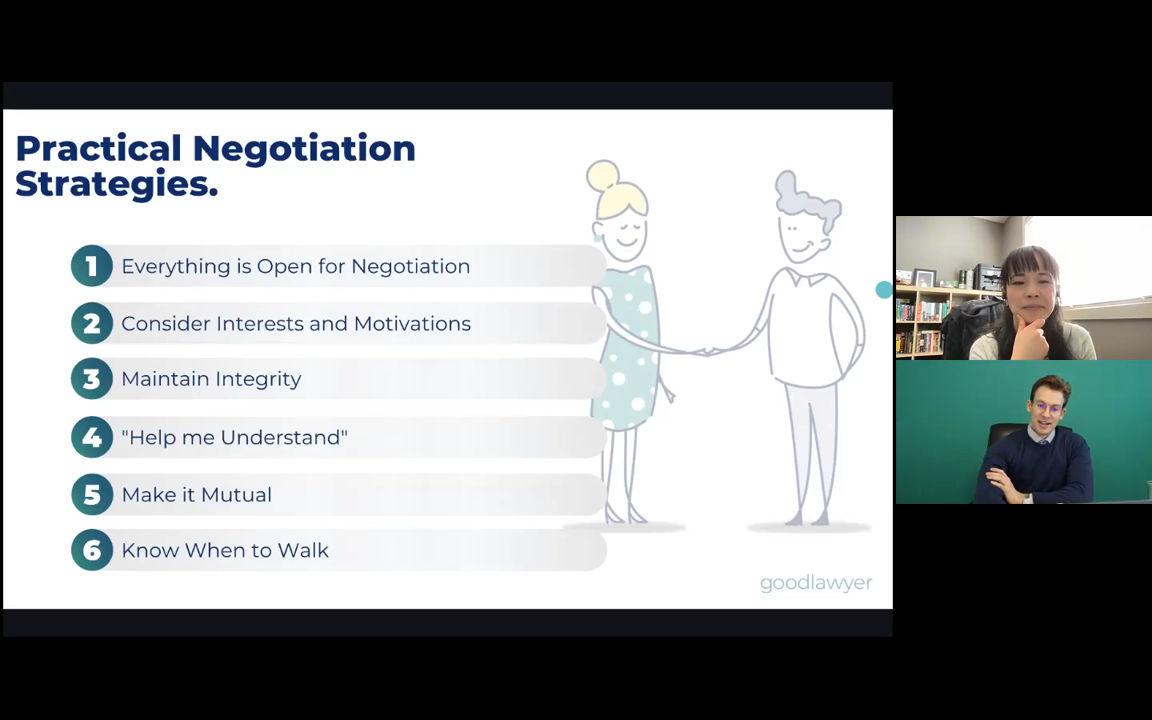 Practical Negotiation
Strategies.
1 Everything is Open for Negotiation
2 Consider Interests and Motivations
3 Maintain Integrity
4 "Help me Understand"
5 Make it Mutual
6 Know When to Walk
goodlawyer